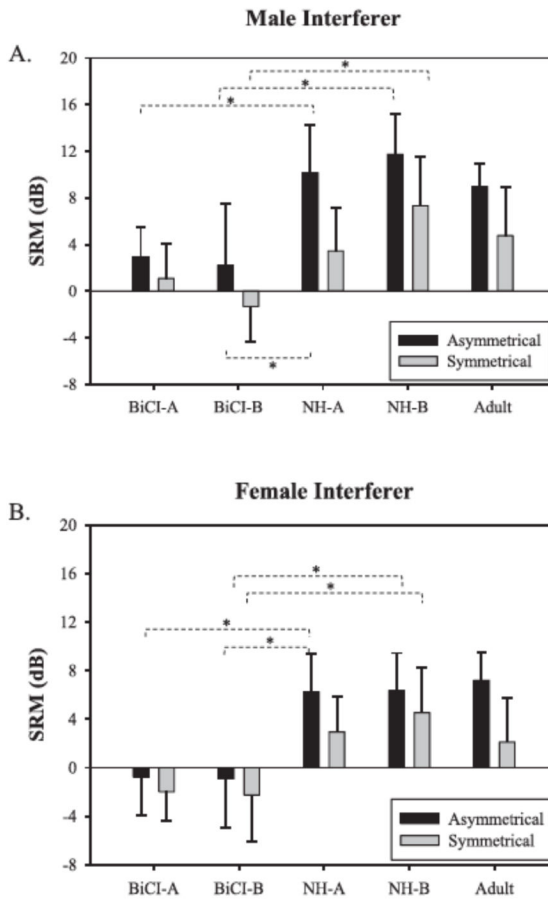 Male Interferer
A.
20
16
12
8
4
0
-4
-8
SRM (dB)
*
*
*
*
Asymmetrical
Symmetrical
BiCI-A BiCI-B NH-A NH-B Adult
Female Interferer
B.
20
16
12
8
4
0
-4
-8
SRM (dB)
*
*
*
*
Asymmetrical
Symmetrical
BiCI-A BiCI-B NH-A NH-B Adult